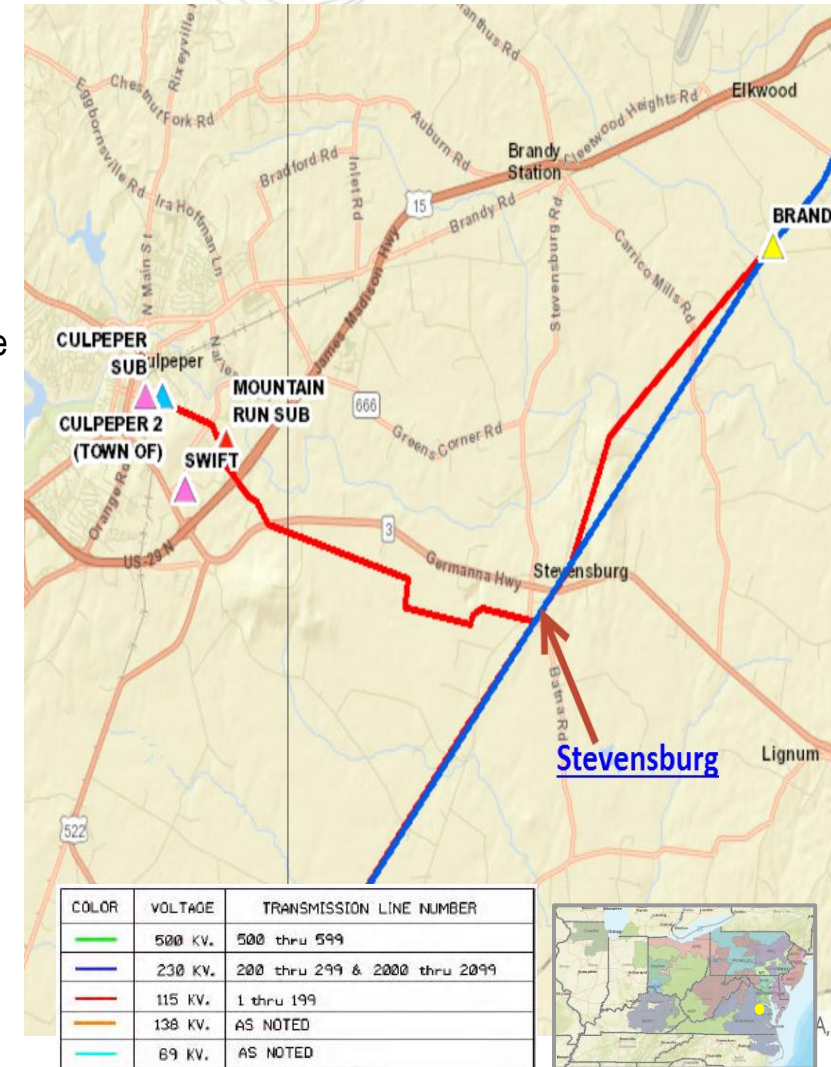 Rixeyville
Chestnut Fork Rd
Eggbornsville Rd
Ira Hoffman Ln
N Main St
Bradford Rd
Inlet Rd
Auburn Rd
Elkwood
Heights Rd
Brandy
Station
15
Brandy Rd
Stevensburg Rd
Carrico Mills Rd
BRAND
James Madison Hwy
e
CULPEPER
SUB
ulpeper
CULPEPER 2
(TOWN OF)
MOUNTAIN
RUN SUB
SWIFT
666
Greens Corner Rd
Orange Rd
US-29 N
3
Germanna Hwy
Stevensburg
Batna Rd
Stevensburg
Lignum
522
COLOR VOLTAGE TRANSMISSION LINE NUMBER
500 KV. 500 thru 599
230 KV. 200 thru 299 & 2000 thru 2099
115 KV. 1 thru 199
138 KV. AS NOTED
69 KV. AS NOTED
A,